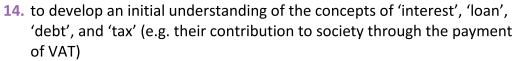 14. to develop an initial understanding of the concepts of ‘interest’, ‘loan’,
‘debt’, and ‘tax’ (e.g. their contribution to society through the payment
of VAT)